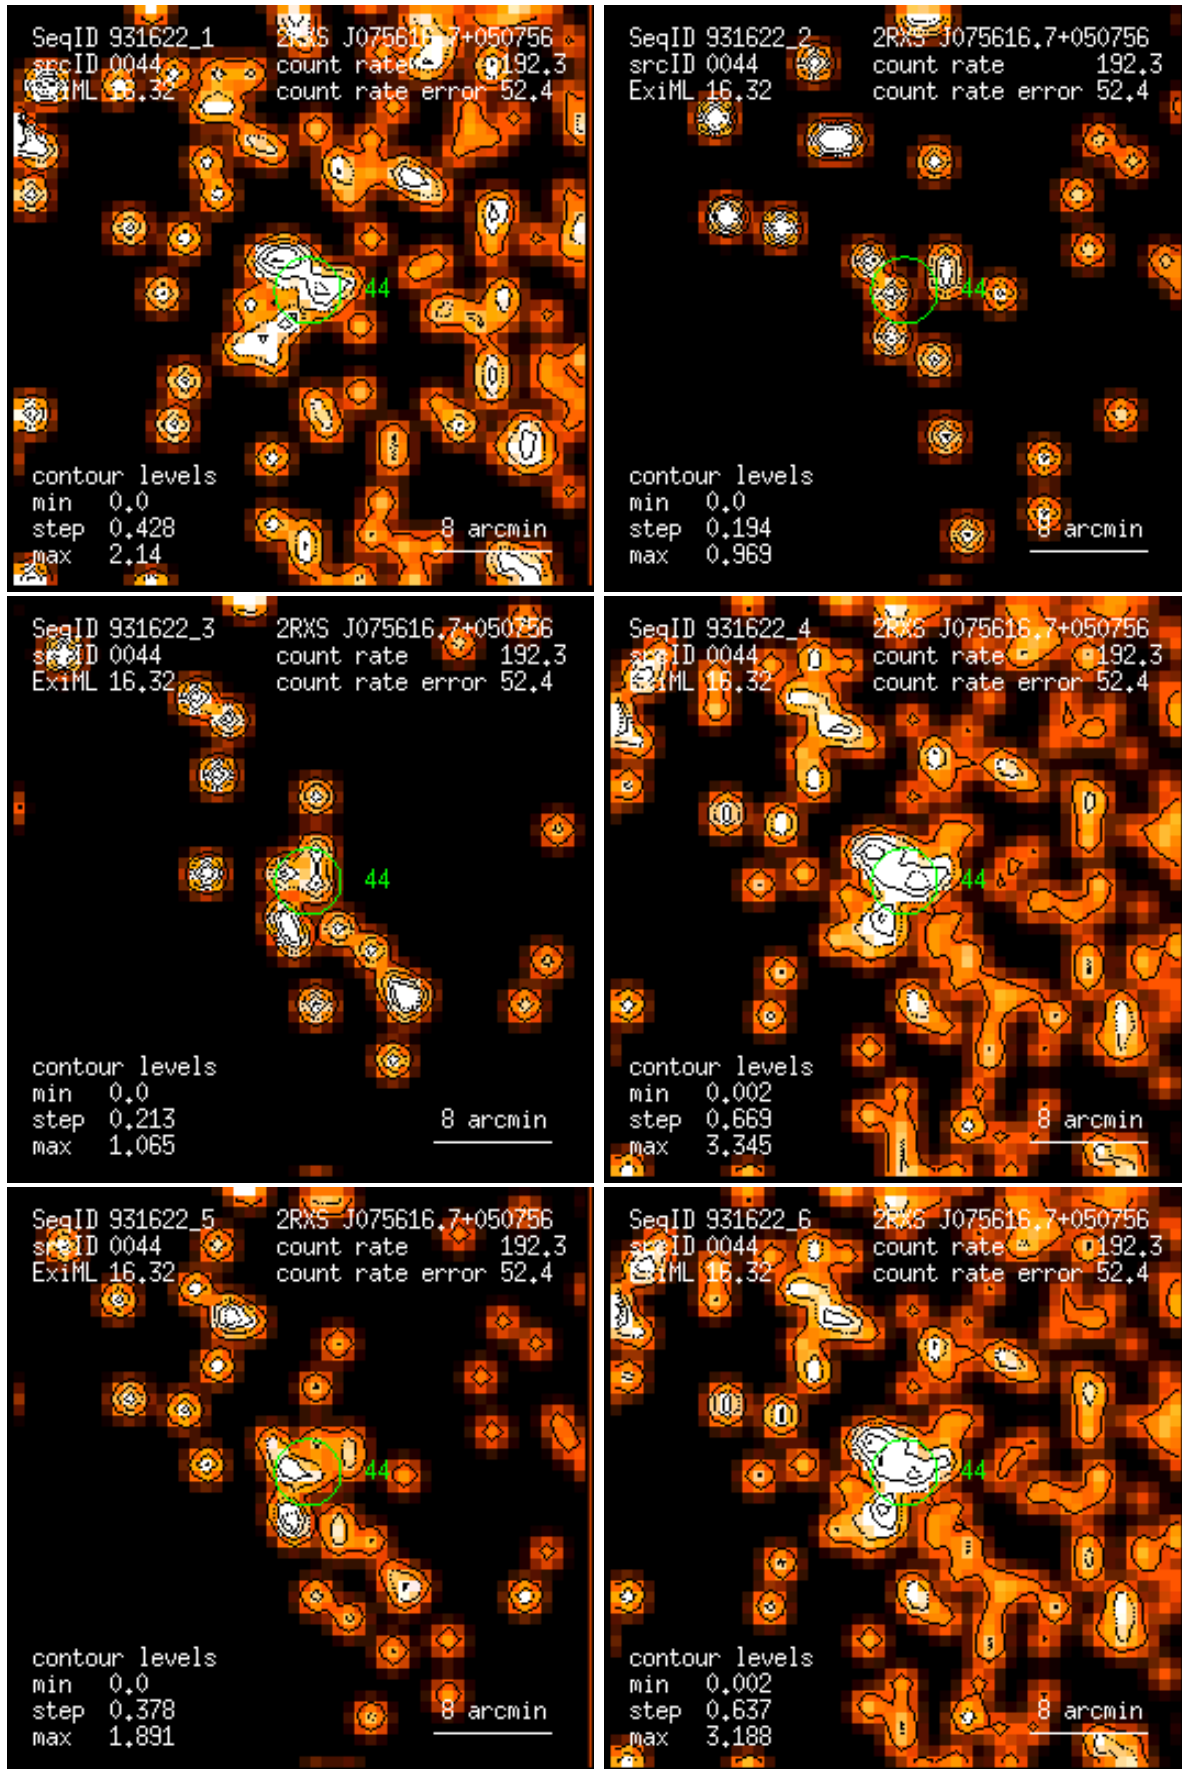 SeqID 931622_1 2RXS J075616.7+050756
srcID 0044 count rate 192.3
ExiML 16.32 count rate error 52.4
44
contour levels
min 0.0
step 0.428
max 2.14
8 arcmin
SeqID 931622_2 2RXS J075616.7+050756
srcID 0044 count rate 192.3
ExiML 16.32 count rate error 52.4
44
contour levels
min 0.0
step 0.194
max 0.969
8 arcmin
SeqID 931622_3 2RXS J075616.7+050756
srcID 0044 count rate 192.3
ExiML 16.32 count rate error 52.4
44
contour levels
min 0.0
step 0.213
max 1.065
8 arcmin
SeqID 931622_4 2RXS J075616.7+050756
srcID 0044 count rate 192.3
ExiML 16.32 count rate error 52.4
44
contour levels
min 0.002
step 0.669
max 3.345
8 arcmin
SeqID 931622_5 2RXS J075616.7+050756
srcID 0044 count rate 192.3
ExiML 16.32 count rate error 52.4
44
contour levels
min 0.0
step 0.378
max 1.891
8 arcmin
SeqID 931622_6 2RXS J075616.7+050756
srcID 0044 count rate 192.3
ExiML 16.32 count rate error 52.4
44
contour levels
min 0.002
step 0.637
max 3.188
8 arcmin